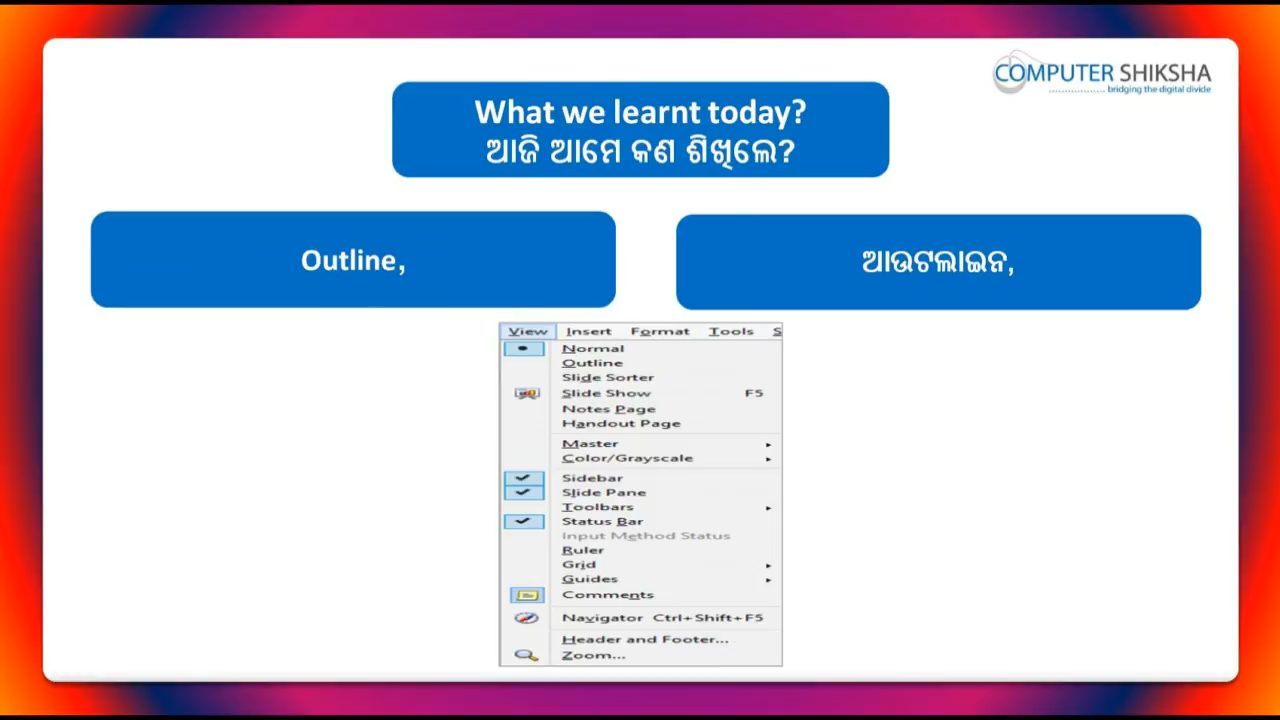 COMPUTER SHIKSHA
bridging the digital divide
What we learnt today?
ଆଜି ଆମେ କଣ ଶିଖିଲେ?
Outline,
ଆଉଟଲାଇନ,
View Insert Format Tools S
Normal
Outline
Slide Sorter
Slide Show F5
Notes Page
Handout Page
Master
Color/Grayscale
Sidebar
Slide Pane
Toolbars
Status Bar
Input Method Status
Ruler
Grid
Guides
Comments
Navigator Ctrl+Shift+F5
Header and Footer...
Zoom...